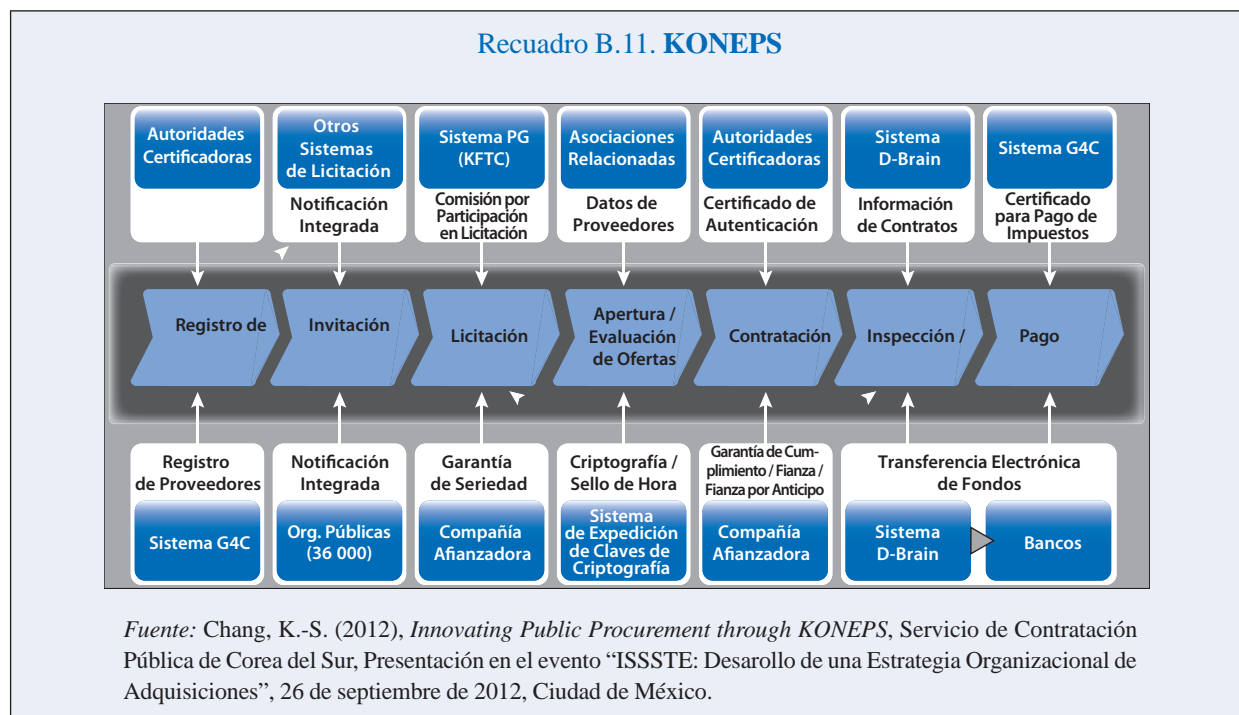 Recuadro B.11. KONEPS
Autoridades
Certificadoras
Otros
Sistemas
de Licitación
Notificación
Integrada
Sistema PG
(KFTC)
Comisión por
Participación
en Licitación
Asociaciones
Relacionadas
Datos de
Proveedores
Autoridades
Certificadoras
Certificado de
Autenticación
Sistema
D-Brain
Información
de Contratos
Sistema G4C
Certificado
para Pago de
Impuestos
Registro de
Invitación
Licitación
Apertura /
Evaluación
de Ofertas
Contratación
Inspección /
Pago
Registro
de Proveedores
Sistema G4C
Notificación
Integrada
Org. Públicas
(36 000)
Garantía
de Seriedad
Compañía
Afianzadora
Criptografía /
Sello de Hora
Sistema
de Expedición
de Claves de
Criptografía
Garantía de Cum-
plimiento / Fianza /
Fianza por Anticipo
Compañía
Afianzadora
Transferencia Electrónica
de Fondos
Sistema
D-Brain
Bancos
Fuente: Chang, K.-S. (2012), Innovating Public Procurement through KONEPS, Servicio de Contratación
Pública de Corea del Sur, Presentación en el evento “ISSSTE: Desarollo de una Estrategia Organizacional de
Adquisiciones”, 26 de septiembre de 2012, Ciudad de México.